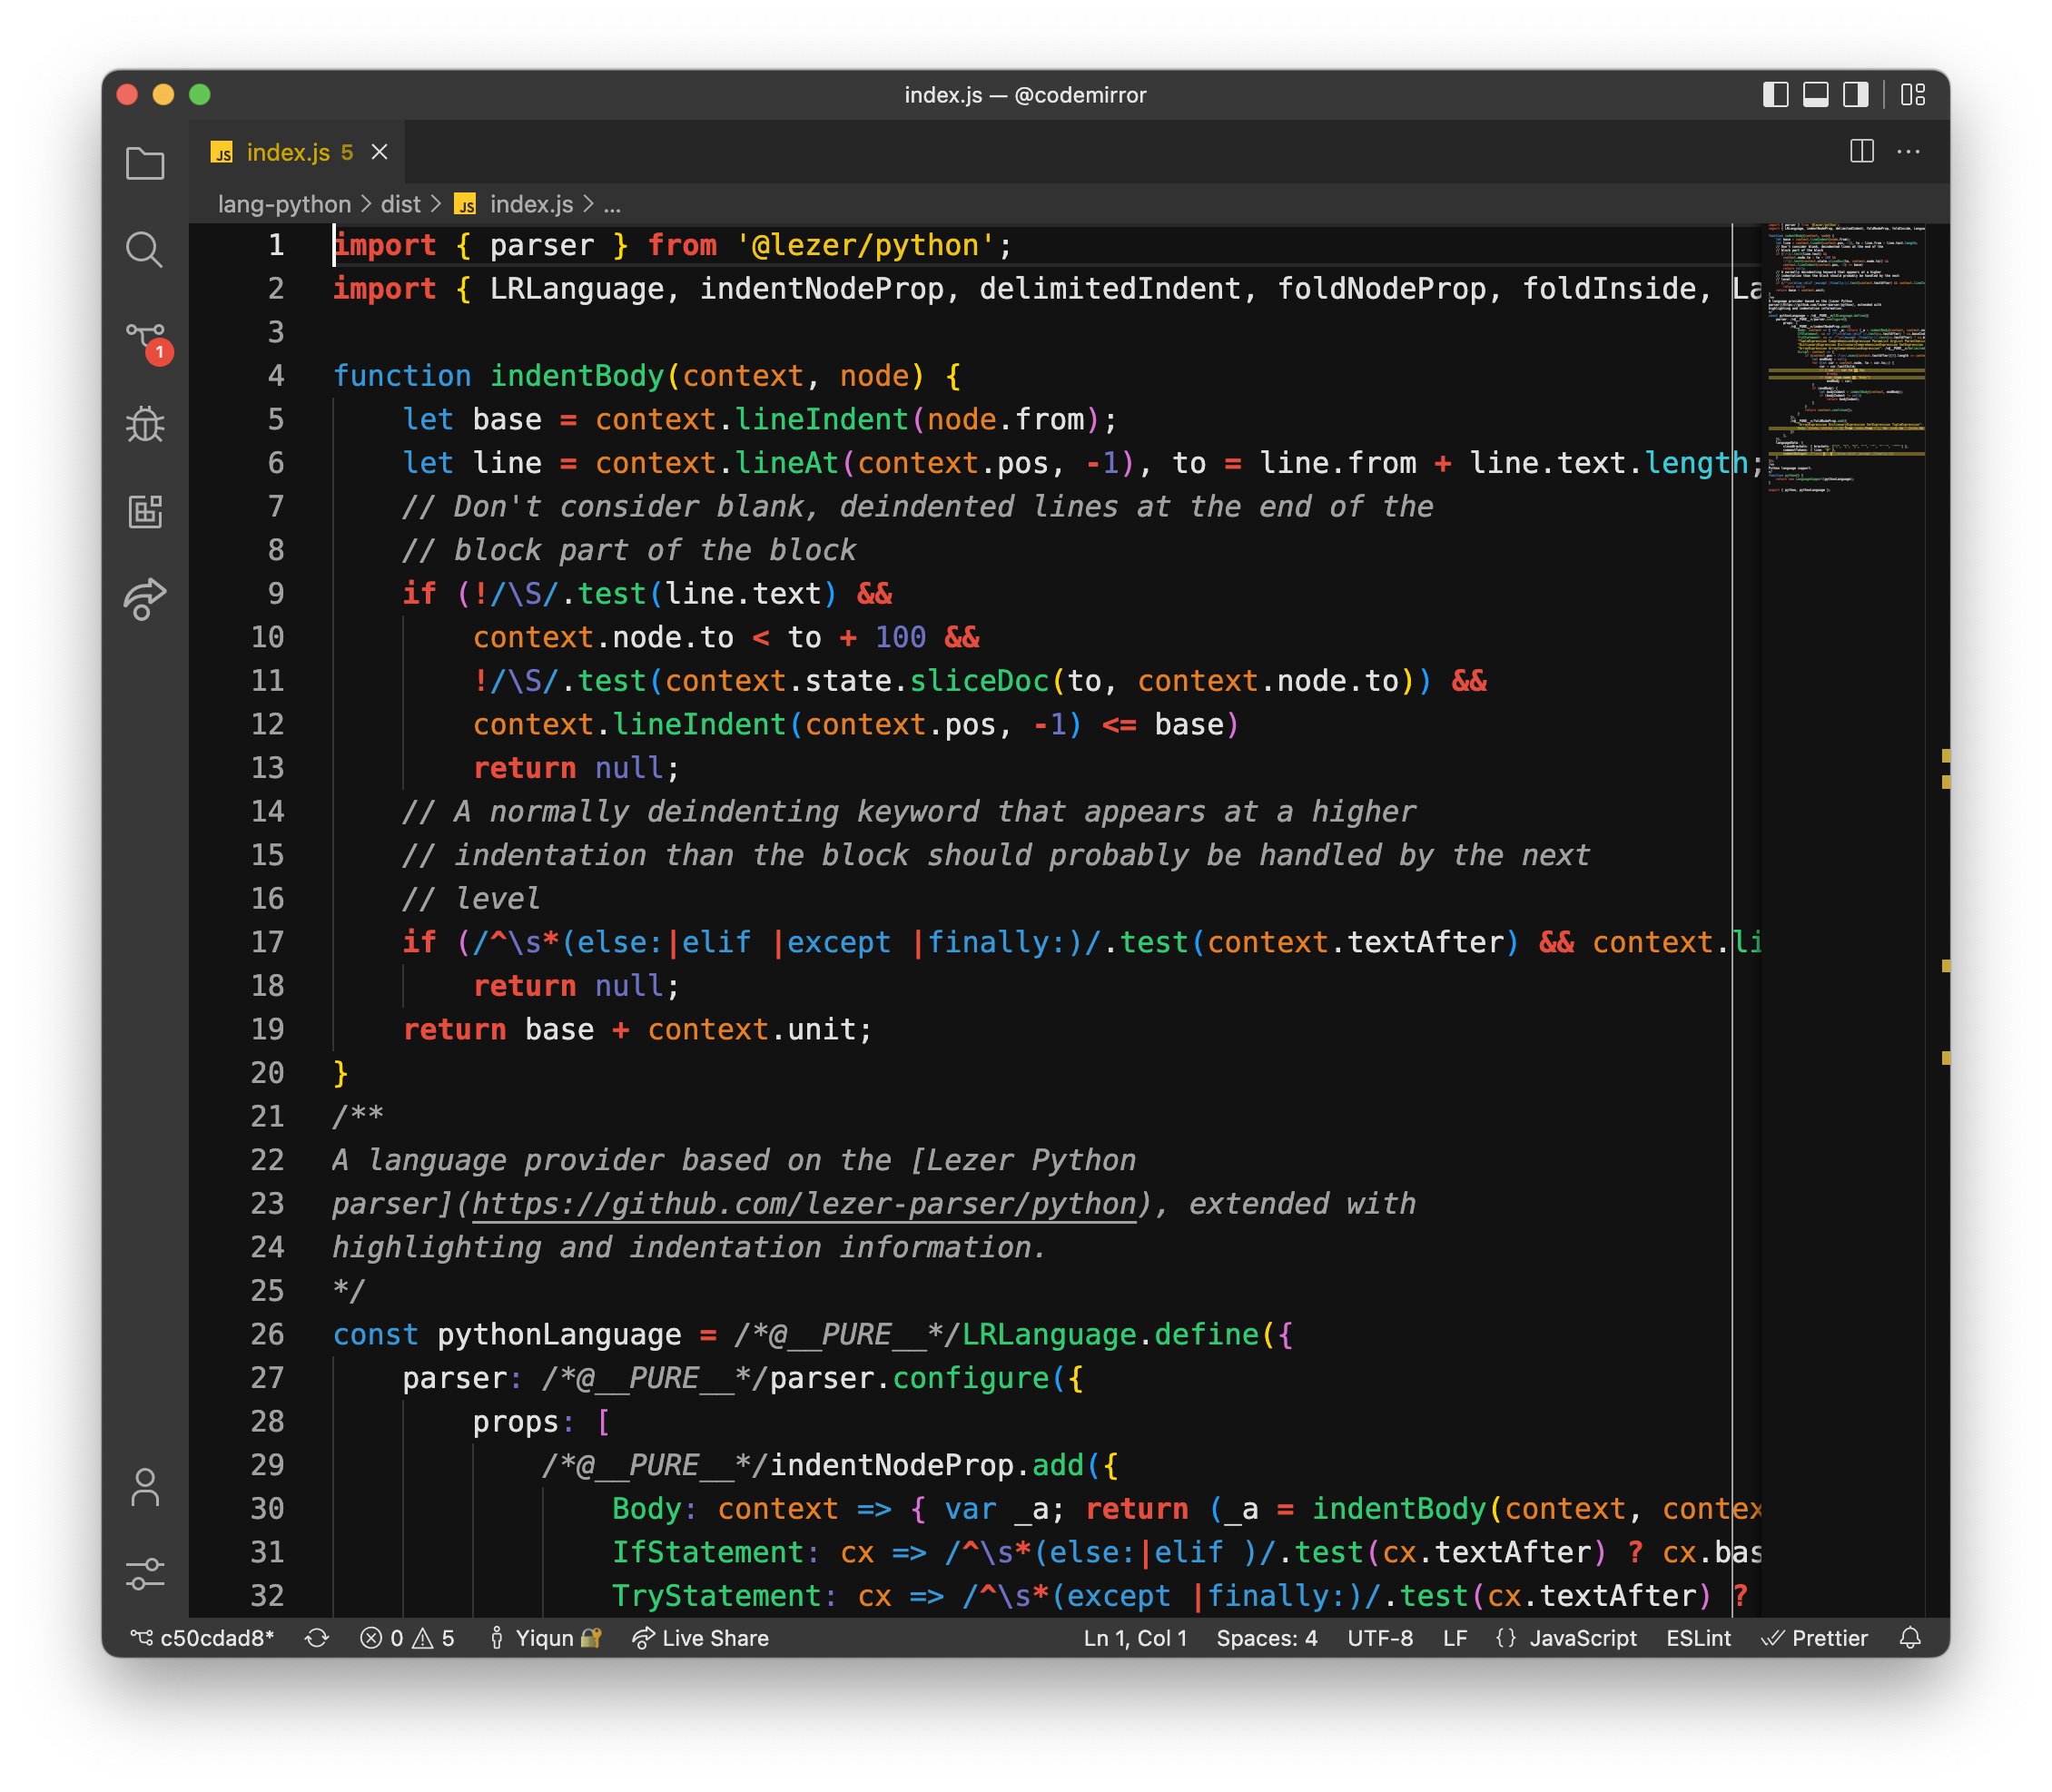 index.js — @codemirror
JS index.js 5
lang-python > dist > JS index.js > ...
1 import { parser } from '@lezer/python';
2 import { LRLanguage, indentNodeProp, delimitedIndent, foldNodeProp, foldInside, La
3
4 function indentBody(context, node) {
5     let base = context.lineIndent(node.from);
6     let line = context.lineAt(context.pos, -1), to = line.from + line.text.length;
7     // Don't consider blank, deindented lines at the end of the
8     // block part of the block
9     if (!/\S/.test(line.text) &&
10         context.node.to < to + 100 &&
11         !/\S/.test(context.state.sliceDoc(to, context.node.to)) &&
12         context.lineIndent(context.pos, -1) <= base)
13         return null;
14     // A normally deindenting keyword that appears at a higher
15     // indentation than the block should probably be handled by the next
16     // level
17     if (/^\s*(else:|elif |except |finally:)/.test(context.textAfter) && context.li
18         return null;
19     return base + context.unit;
20 }
21 /**
22 A language provider based on the [Lezer Python
23 parser](https://github.com/lezer-parser/python), extended with
24 highlighting and indentation information.
25 */
26 const pythonLanguage = /*@__PURE__*/LRLanguage.define({
27     parser: /*@__PURE__*/parser.configure({
28         props: [
29             /*@__PURE__*/indentNodeProp.add({
30                 Body: context => { var _a; return (_a = indentBody(context, contex
31                 IfStatement: cx => /^\s*(else:|elif )/.test(cx.textAfter) ? cx.bas
32                 TryStatement: cx => /^\s*(except |finally:)/.test(cx.textAfter) ?
1
c50cdad8* 0 5 Yiqun Live Share Ln 1, Col 1 Spaces: 4 UTF-8 LF {} JavaScript ESLint Prettier